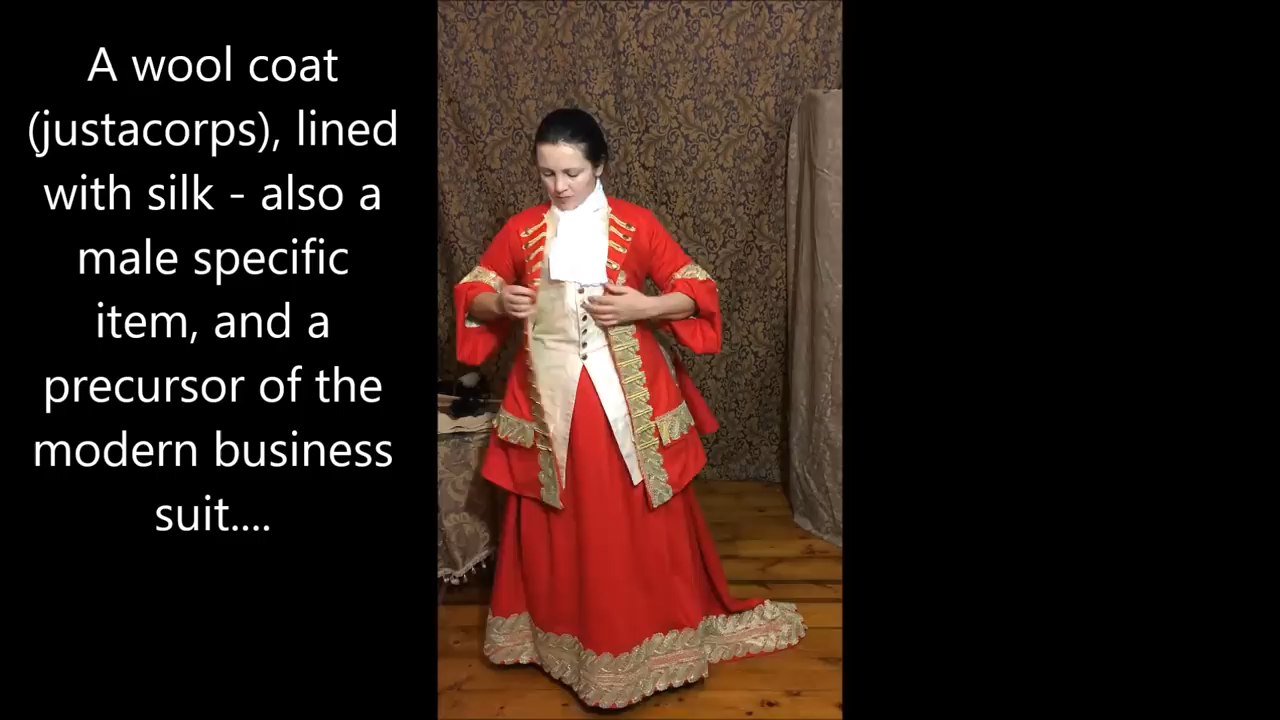 A wool coat
(justacorps), lined
with silk - also a
male specific
item, and a
precursor of the
modern business
suit....